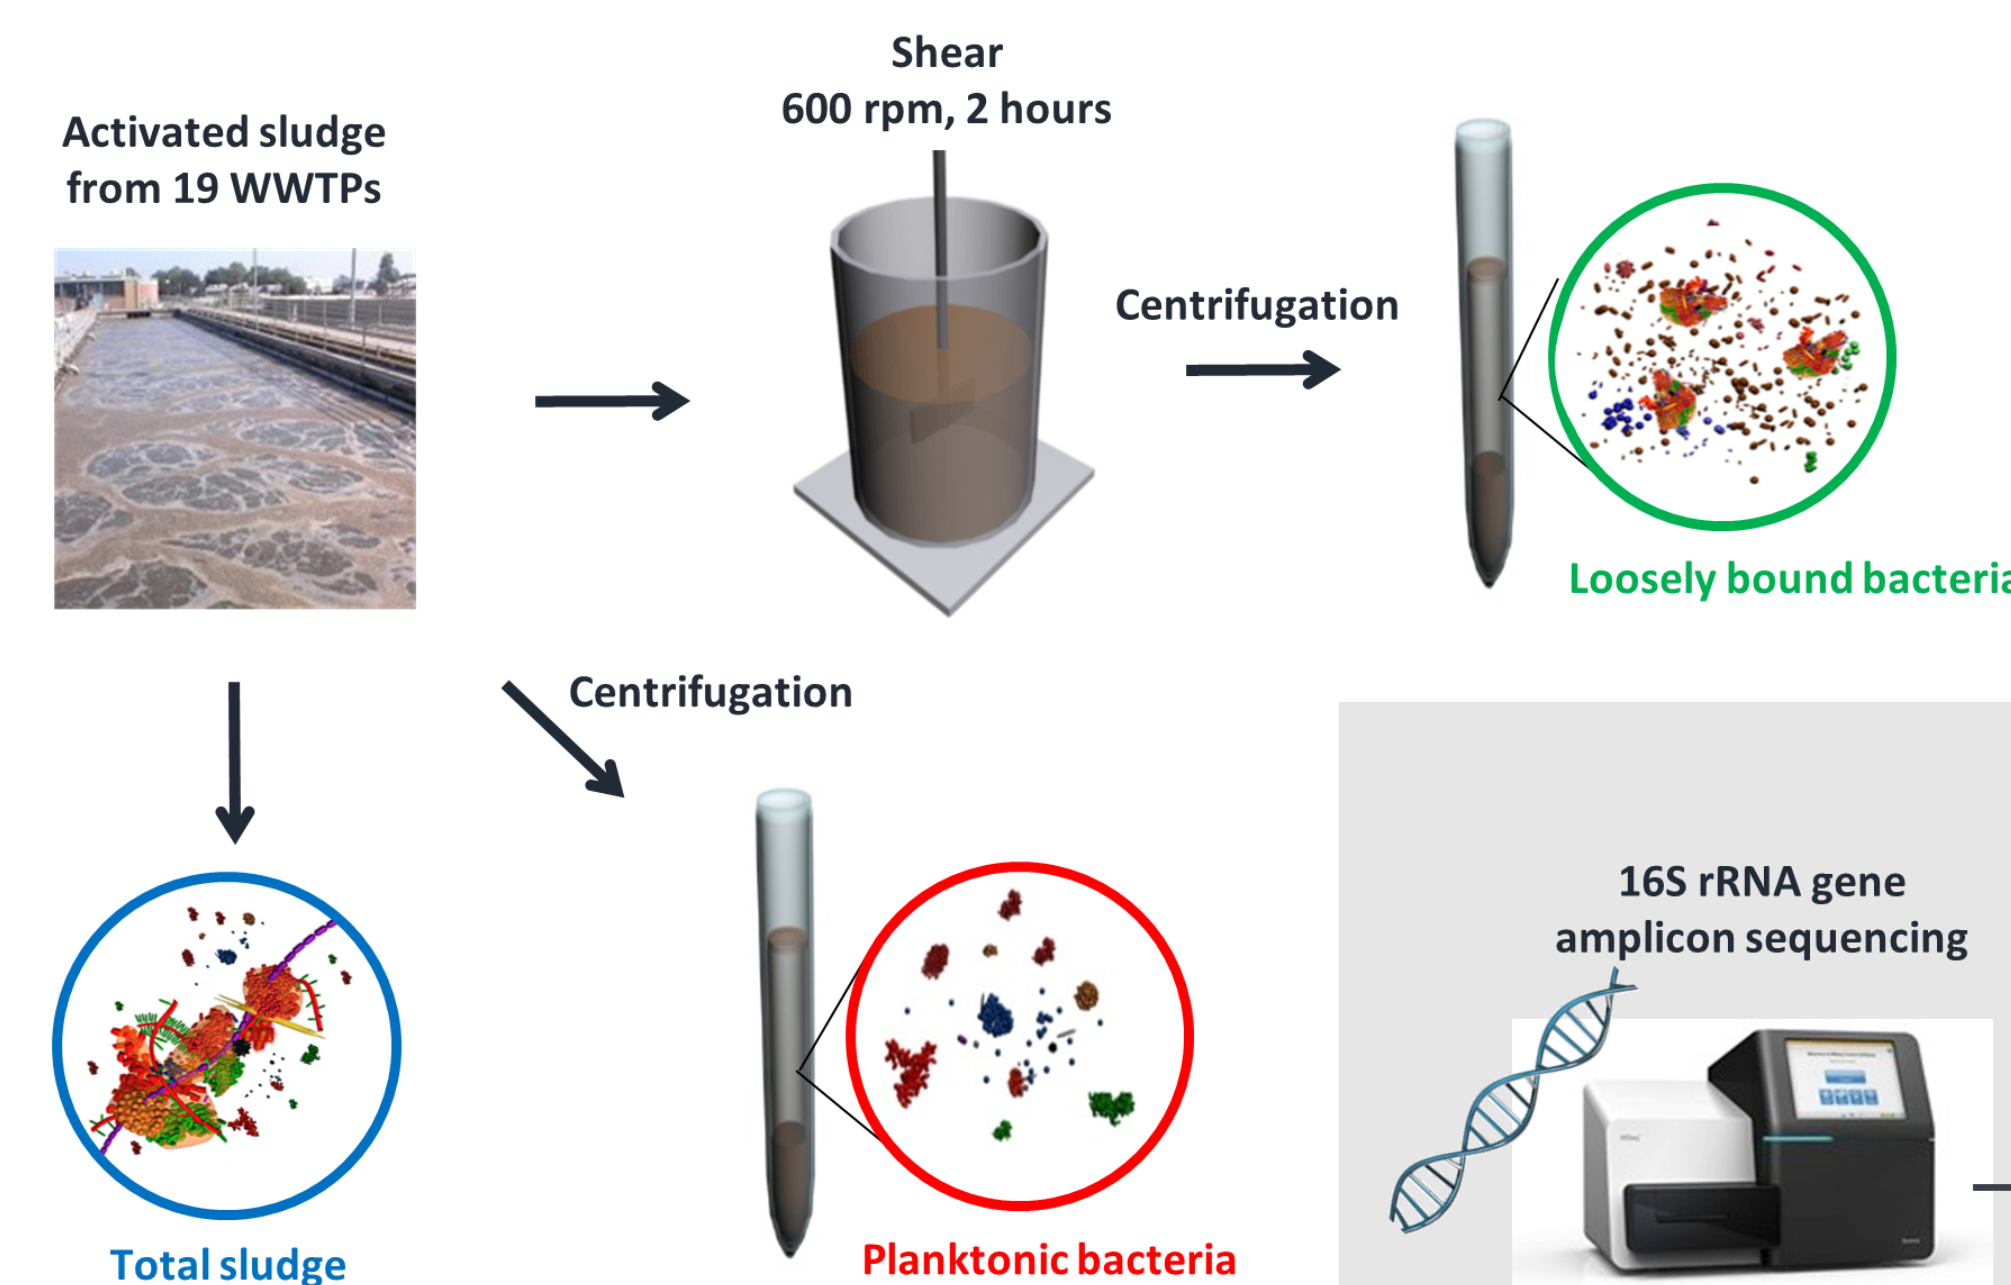 Shear
600 rpm, 2 hours
Activated sludge
from 19 WWTPs
Centrifugation
Loosely bound bacteria
Centrifugation
16S rRNA gene
amplicon sequencing
Total sludge
Planktonic bacteria